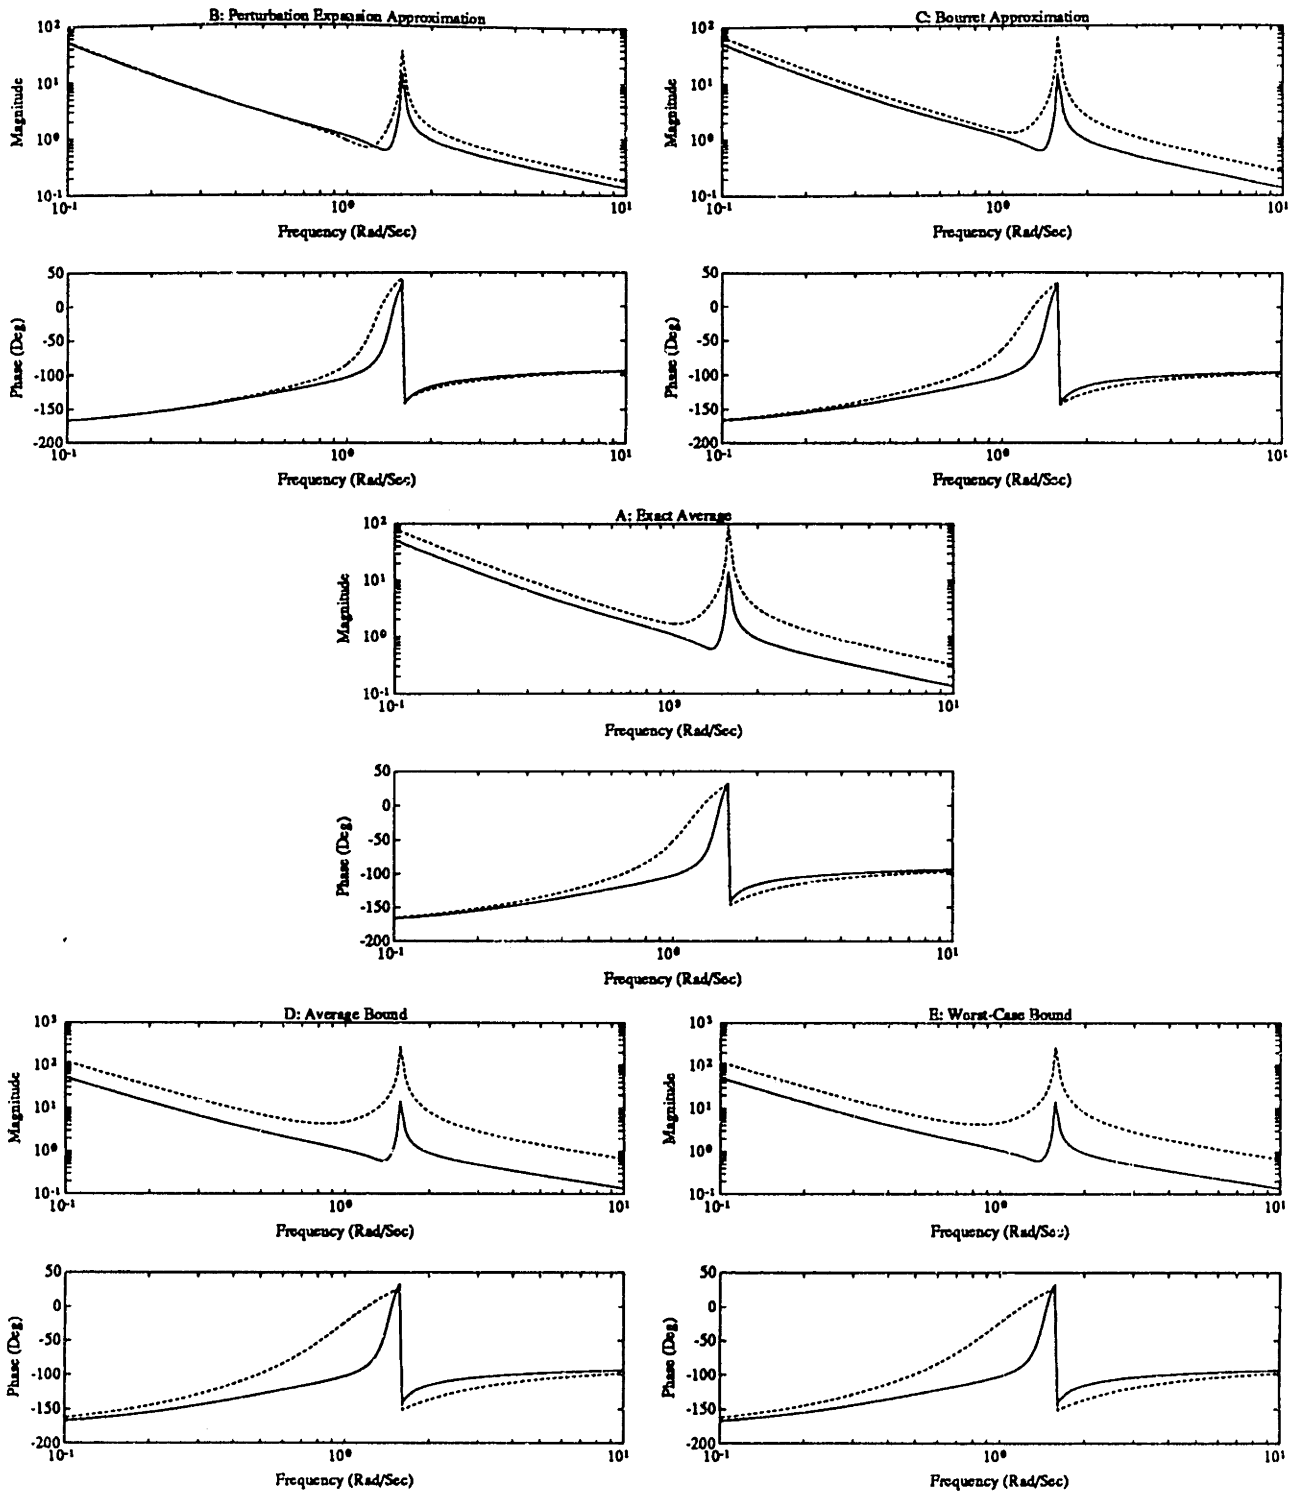 B: Perturbation Expansion Approximation
10²
10¹
10⁰
10⁻¹
Magnitude
10⁻¹ 10⁰ 10¹
Frequency (Rad/Sec)
50
0
-50
-100
-150
-200
Phase (Deg)
10⁻¹ 10⁰ 10¹
Frequency (Rad/Sec)
C: Bourret Approximation
10²
10¹
10⁰
10⁻¹
Magnitude
10⁻¹ 10⁰ 10¹
Frequency (Rad/Sec)
50
0
-50
-100
-150
-200
Phase (Deg)
10⁻¹ 10⁰ 10¹
Frequency (Rad/Sec)
A: Exact Average
10²
10¹
10⁰
10⁻¹
Magnitude
10⁻¹ 10⁰ 10¹
Frequency (Rad/Sec)
50
0
-50
-100
-150
-200
Phase (Deg)
10⁻¹ 10⁰ 10¹
Frequency (Rad/Sec)
D: Average Bound
10³
10²
10¹
10⁰
10⁻¹
Magnitude
10⁻¹ 10⁰ 10¹
Frequency (Rad/Sec)
50
0
-50
-100
-150
-200
Phase (Deg)
10⁻¹ 10⁰ 10¹
Frequency (Rad/Sec)
E: Worst-Case Bound
10³
10²
10¹
10⁰
10⁻¹
Magnitude
10⁻¹ 10⁰ 10¹
Frequency (Rad/Sec)
50
0
-50
-100
-150
-200
Phase (Deg)
10⁻¹ 10⁰ 10¹
Frequency (Rad/Sec)